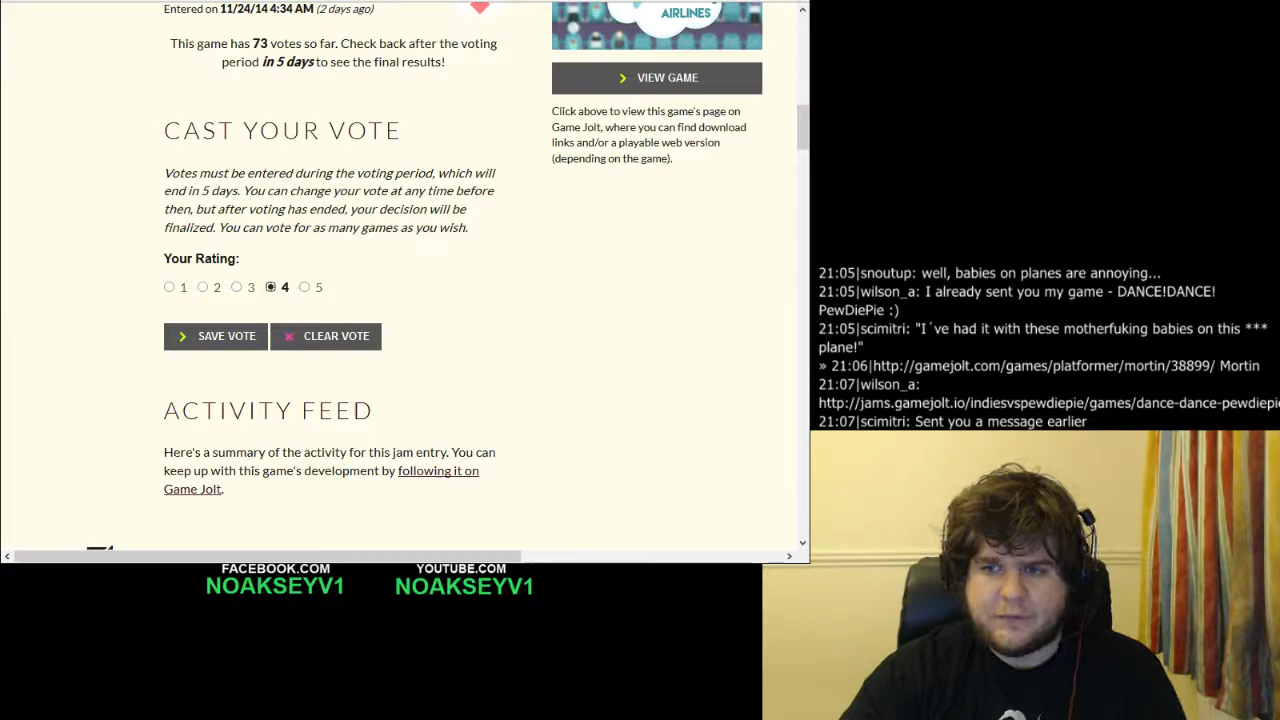 Entered on 11/24/14 4:34 AM (2 days ago)
This game has 73 votes so far. Check back after the voting
period in 5 days to see the final results!
CAST YOUR VOTE
Votes must be entered during the voting period, which will
end in 5 days. You can change your vote at any time before
then, but after voting has ended, your decision will be
finalized. You can vote for as many games as you wish.
Your Rating:
1 2 3 4 5
SAVE VOTE CLEAR VOTE
ACTIVITY FEED
Here's a summary of the activity for this jam entry. You can
keep up with this game's development by following it on
Game Jolt.
AIRLINES
VIEW GAME
Click above to view this game's page on
Game Jolt, where you can find download
links and/or a playable web version
(depending on the game).
21:05|snoutup: well, babies on planes are annoying...
21:05|wilson_a: I already sent you my game - DANCE!DANCE!
PewDiePie :)
21:05|scimitri: "I´ve had it with these motherfuking babies on this ***
plane!"
» 21:06|http://gamejolt.com/games/platformer/mortin/38899/ Mortin
21:07|wilson_a:
http://jams.gamejolt.io/indiesvspewdiepie/games/dance-dance-pewdiepie
21:07|scimitri: Sent you a message earlier
FACEBOOK.COM
NOAKSEYV1
YOUTUBE.COM
NOAKSEYV1